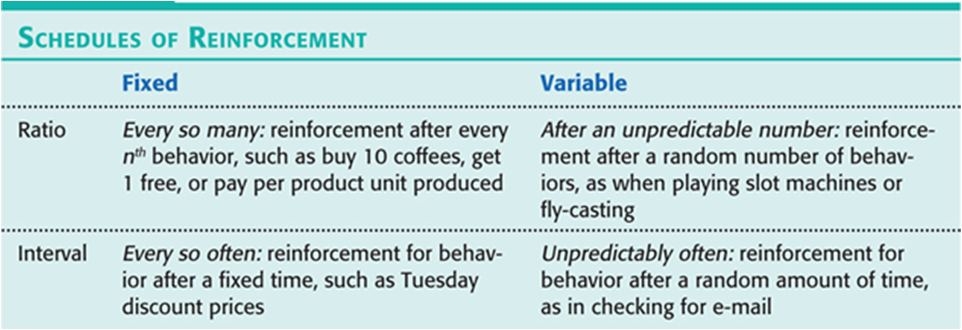 SCHEDULES OF REINFORCEMENT
Fixed Variable
Ratio Every so many: reinforcement after every After an unpredictable number: reinforce-
nth behavior, such as buy 10 coffees, get ment after a random number of behav-
1 free, or pay per product unit produced iors, as when playing slot machines or
fly-casting
Interval Every so often: reinforcement for behav- Unpredictably often: reinforcement for
ior after a fixed time, such as Tuesday behavior after a random amount of time,
discount prices as in checking for e-mail